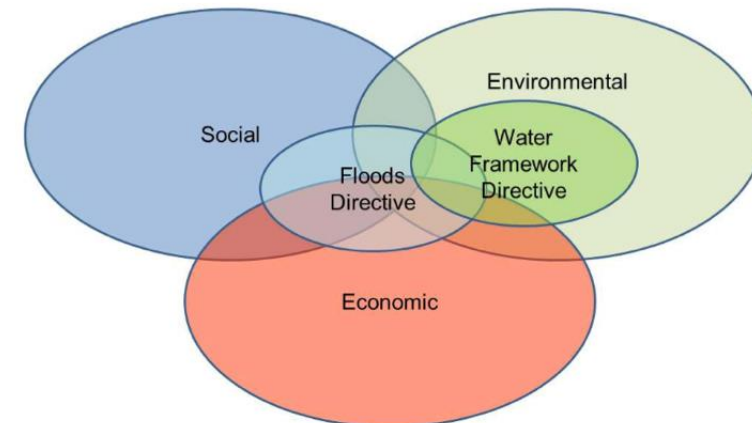 Environmental
Social
Water
Framework
Directive
Floods
Directive
Economic